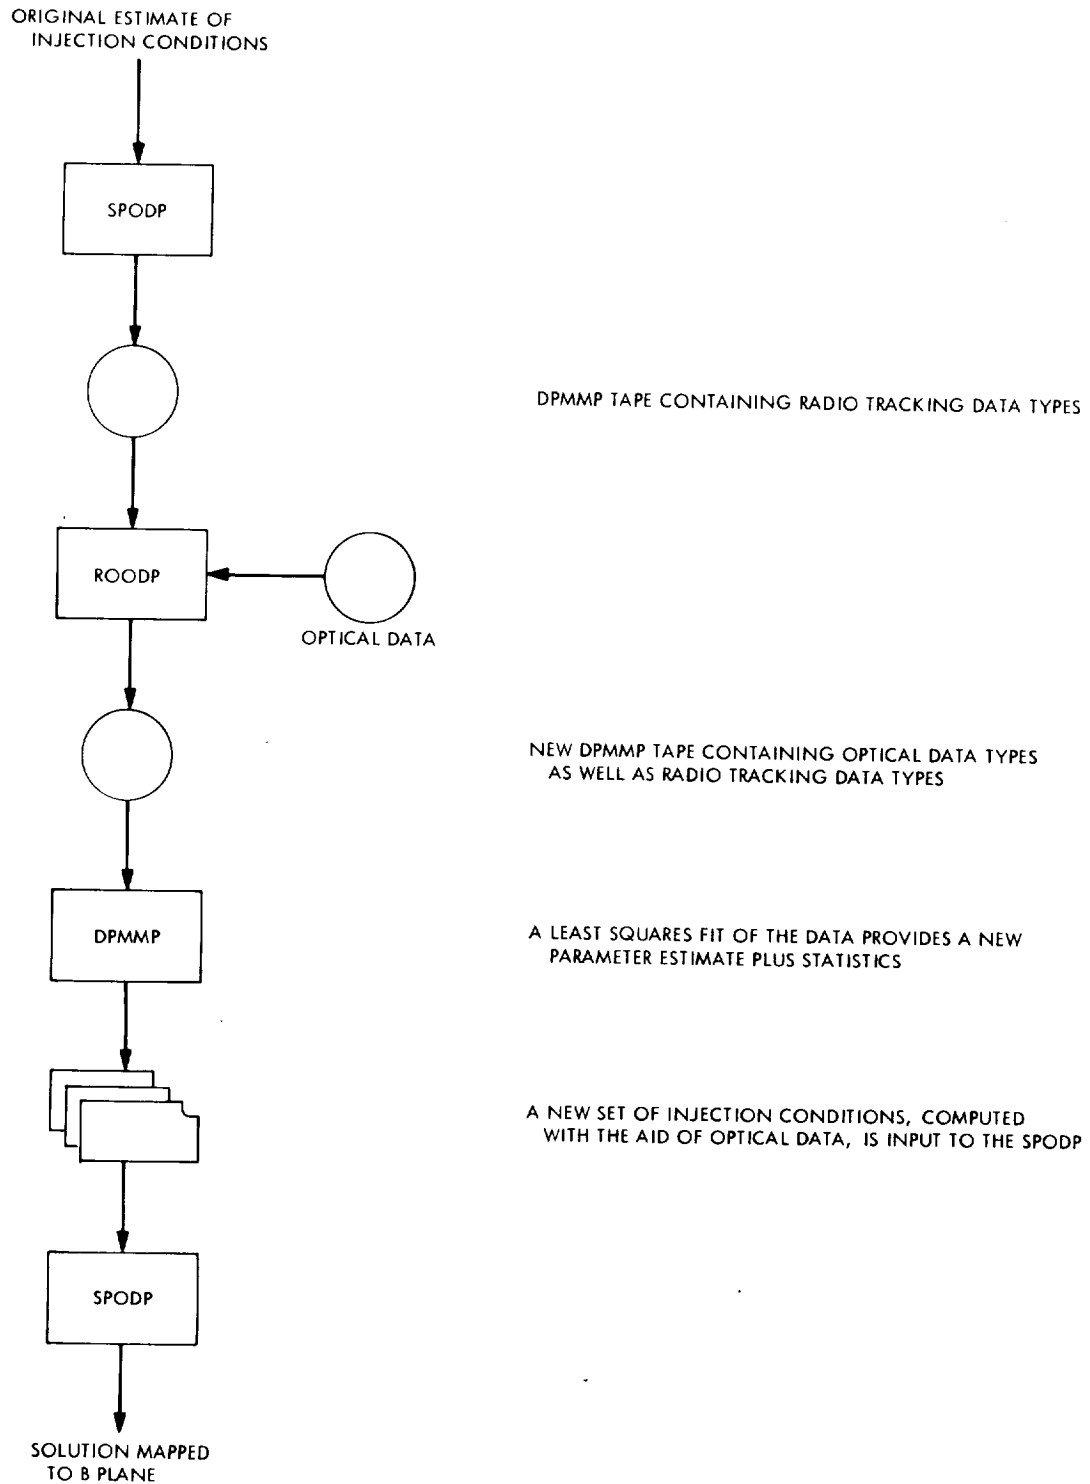 ORIGINAL ESTIMATE OF
INJECTION CONDITIONS
SPODP
DPMMP TAPE CONTAINING RADIO TRACKING DATA TYPES
ROODP
OPTICAL DATA
NEW DPMMP TAPE CONTAINING OPTICAL DATA TYPES
AS WELL AS RADIO TRACKING DATA TYPES
DPMMP
A LEAST SQUARES FIT OF THE DATA PROVIDES A NEW
PARAMETER ESTIMATE PLUS STATISTICS
A NEW SET OF INJECTION CONDITIONS, COMPUTED
WITH THE AID OF OPTICAL DATA, IS INPUT TO THE SPODP
SPODP
SOLUTION MAPPED
TO B PLANE